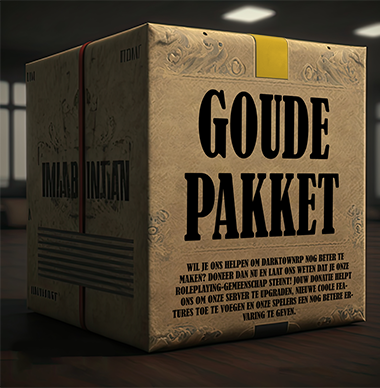 GOUDE
PAKKET
WIL JE ONS HELPEN OM DARKTOWNRP NOG BETER TE
MAKEN? DONEER DAN NU EN LAAT ONS WETEN DAT JE ONZE
ROLEPLAYING-GEMEENSCHAP STEUNT! JOUW DONATIE HELPT
ONS OM ONZE SERVER TE UPGRADEN, NIEUWE COOLE FEA-
TURES TOE TE VOEGEN EN ONZE SPELERS EEN NOG BETERE ER-
VARING TE GEVEN.